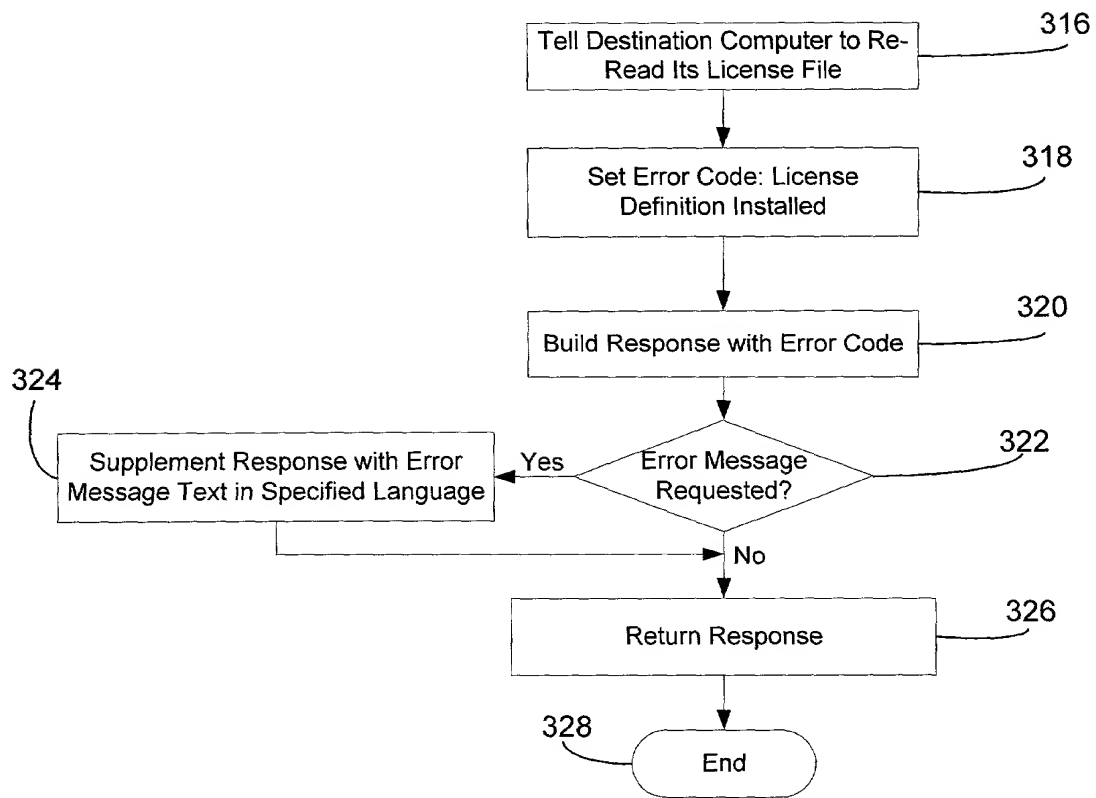 316
Tell Destination Computer to Re-
Read Its License File
318
Set Error Code: License
Definition Installed
320
Build Response with Error Code
324
Supplement Response with Error
Message Text in Specified Language
Yes
Error Message
Requested?
322
No
326
Return Response
328
End